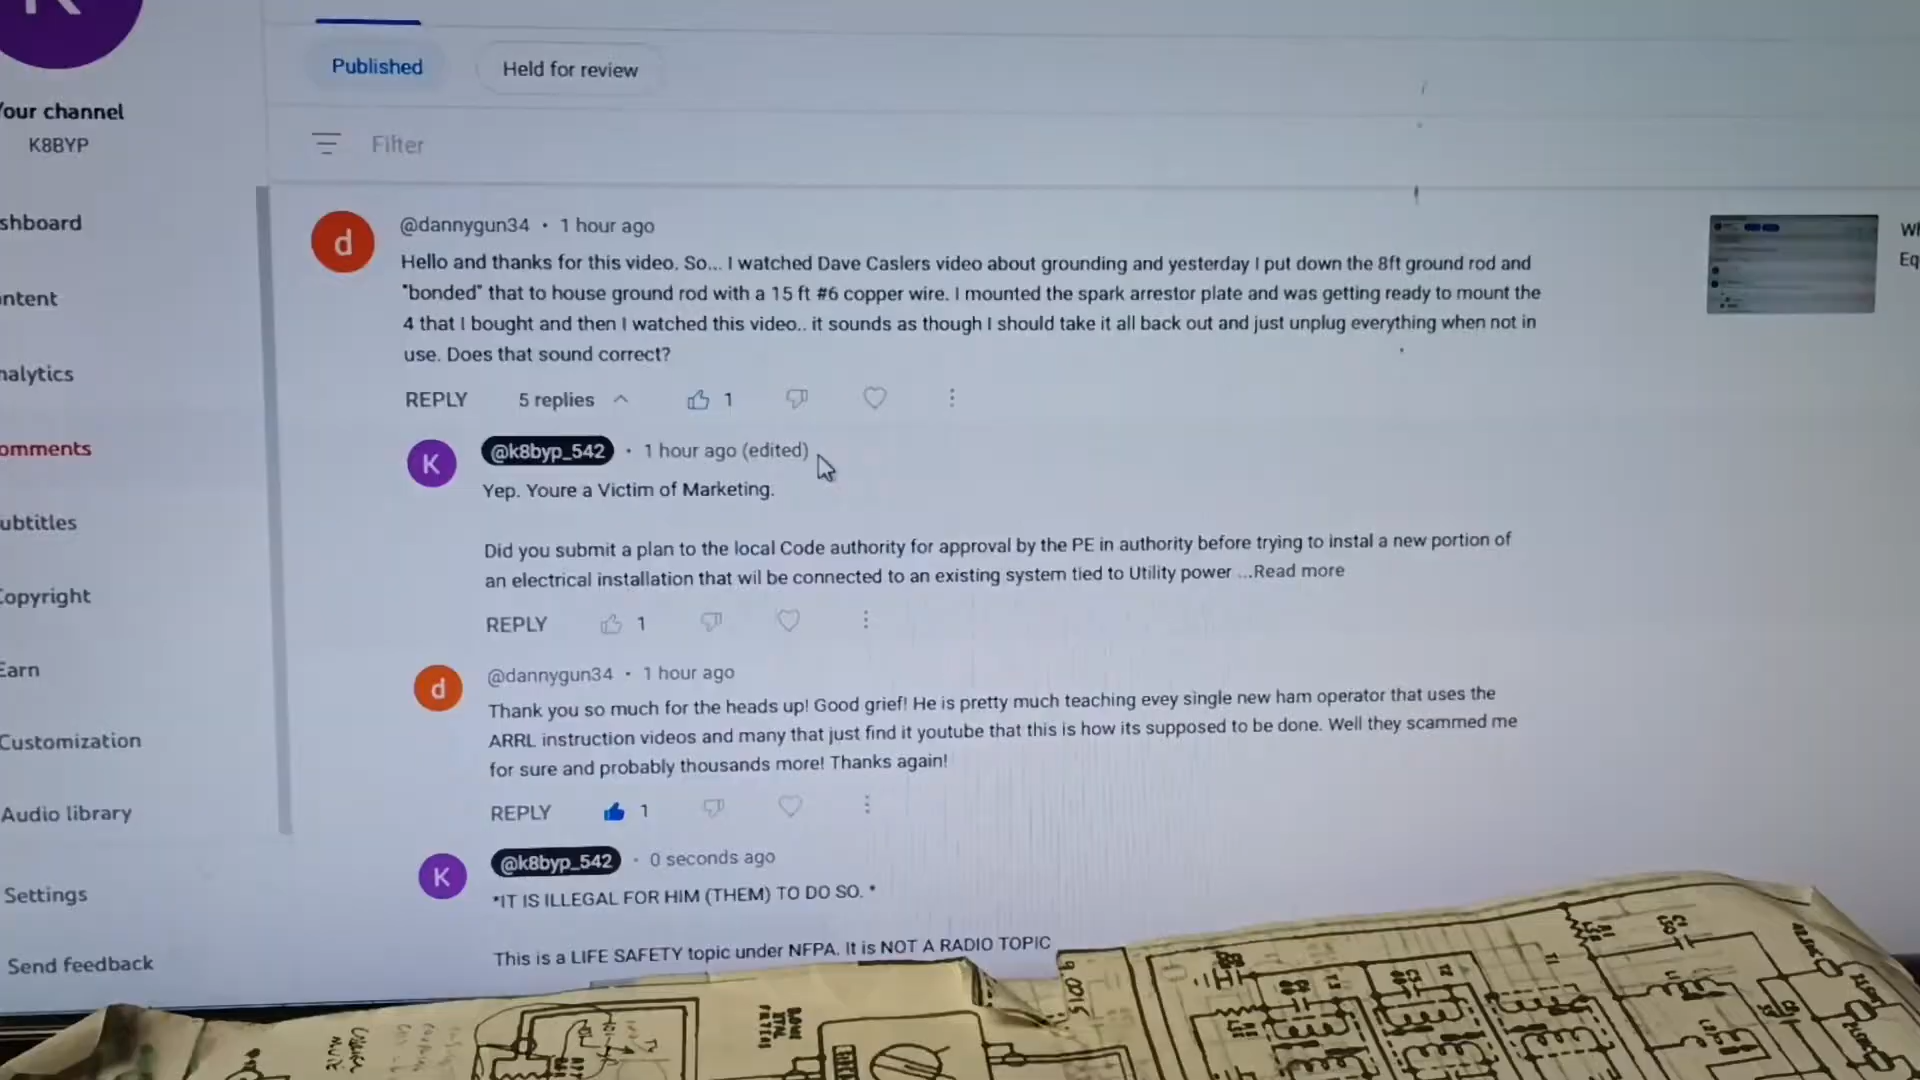 K
Published
Held for review
Your channel
K8BYP
Filter
shboard
ntent
nalytics
omments
ubtitles
Copyright
Earn
Customization
Audio library
Settings
Send feedback
d
@dannygun34 · 1 hour ago
Hello and thanks for this video. So... I watched Dave Caslers video about grounding and yesterday I put down the 8ft ground rod and
"bonded" that to house ground rod with a 15 ft #6 copper wire. I mounted the spark arrestor plate and was getting ready to mount the
4 that I bought and then I watched this video.. it sounds as though I should take it all back out and just unplug everything when not in
use. Does that sound correct?
REPLY 5 replies 1
K
@k8byp_542 · 1 hour ago (edited)
Yep. Youre a Victim of Marketing.
Did you submit a plan to the local Code authority for approval by the PE in authority before trying to instal a new portion of
an electrical installation that wil be connected to an existing system tied to Utility power ...Read more
REPLY 1
d
@dannygun34 · 1 hour ago
Thank you so much for the heads up! Good grief! He is pretty much teaching evey single new ham operator that uses the
ARRL instruction videos and many that just find it youtube that this is how its supposed to be done. Well they scammed me
for sure and probably thousands more! Thanks again!
REPLY 1
K
@k8byp_542 · 0 seconds ago
*IT IS ILLEGAL FOR HIM (THEM) TO DO SO. *
This is a LIFE SAFETY topic under NFPA. It is NOT A RADIO TOPIC
Wh
Eq